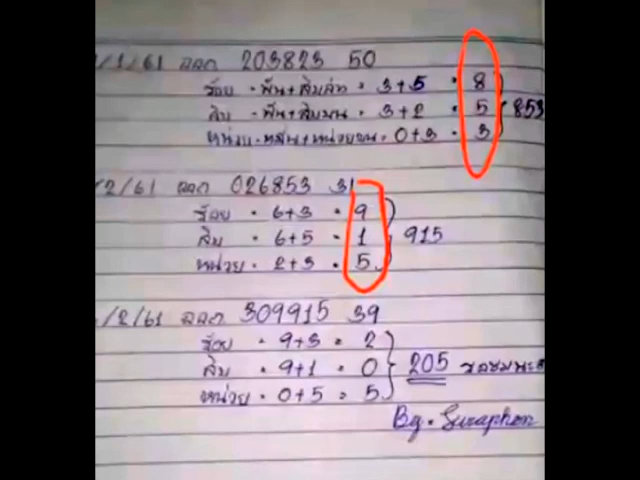 /1/61 ออก 203823 50
ร้อย = พัน+สิบล่าง = 3+5 = 8
สิบ = พัน+สิบบน = 3+2 = 5 853
หน่วย = หมื่น+หน่วยบน = 0+3 = 3
/2/61 ออก 026853 31
ร้อย = 6+3 = 9
สิบ = 6+5 = 1 915
หน่วย = 2+3 = 5
/2/61 ออก 309915 39
ร้อย = 9+3 = 2
สิบ = 9+1 = 0 205
หน่วย = 0+5 = 5
By. Suraphon